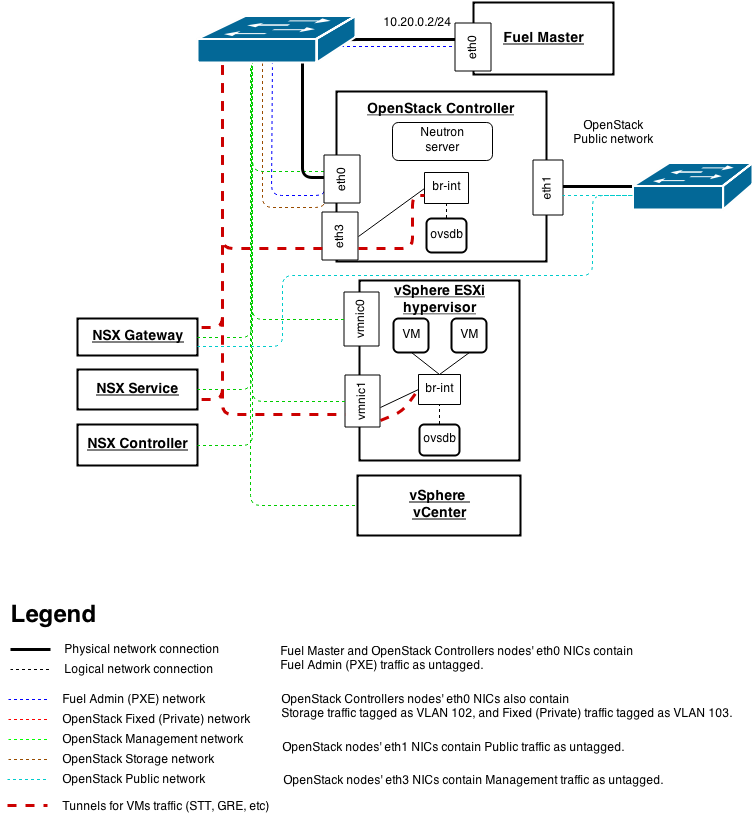 10.20.0.2/24
eth0
Fuel Master
OpenStack Controller
Neutron
server
OpenStack
Public network
eth0
br-int
eth1
eth3
ovsdb
vSphere ESXi
hypervisor
vmnic0
VM
VM
NSX Gateway
NSX Service
vmnic1
br-int
NSX Controller
ovsdb
vSphere
vCenter
Legend
Physical network connection
Logical network connection
Fuel Admin (PXE) network
OpenStack Fixed (Private) network
OpenStack Management network
OpenStack Storage network
OpenStack Public network
Tunnels for VMs traffic (STT, GRE, etc)
Fuel Master and OpenStack Controllers nodes' eth0 NICs contain
Fuel Admin (PXE) traffic as untagged.
OpenStack Controllers nodes' eth0 NICs also contain
Storage traffic tagged as VLAN 102, and Fixed (Private) traffic tagged as VLAN 103.
OpenStack nodes' eth1 NICs contain Public traffic as untagged.
OpenStack nodes' eth3 NICs contain Management traffic as untagged.